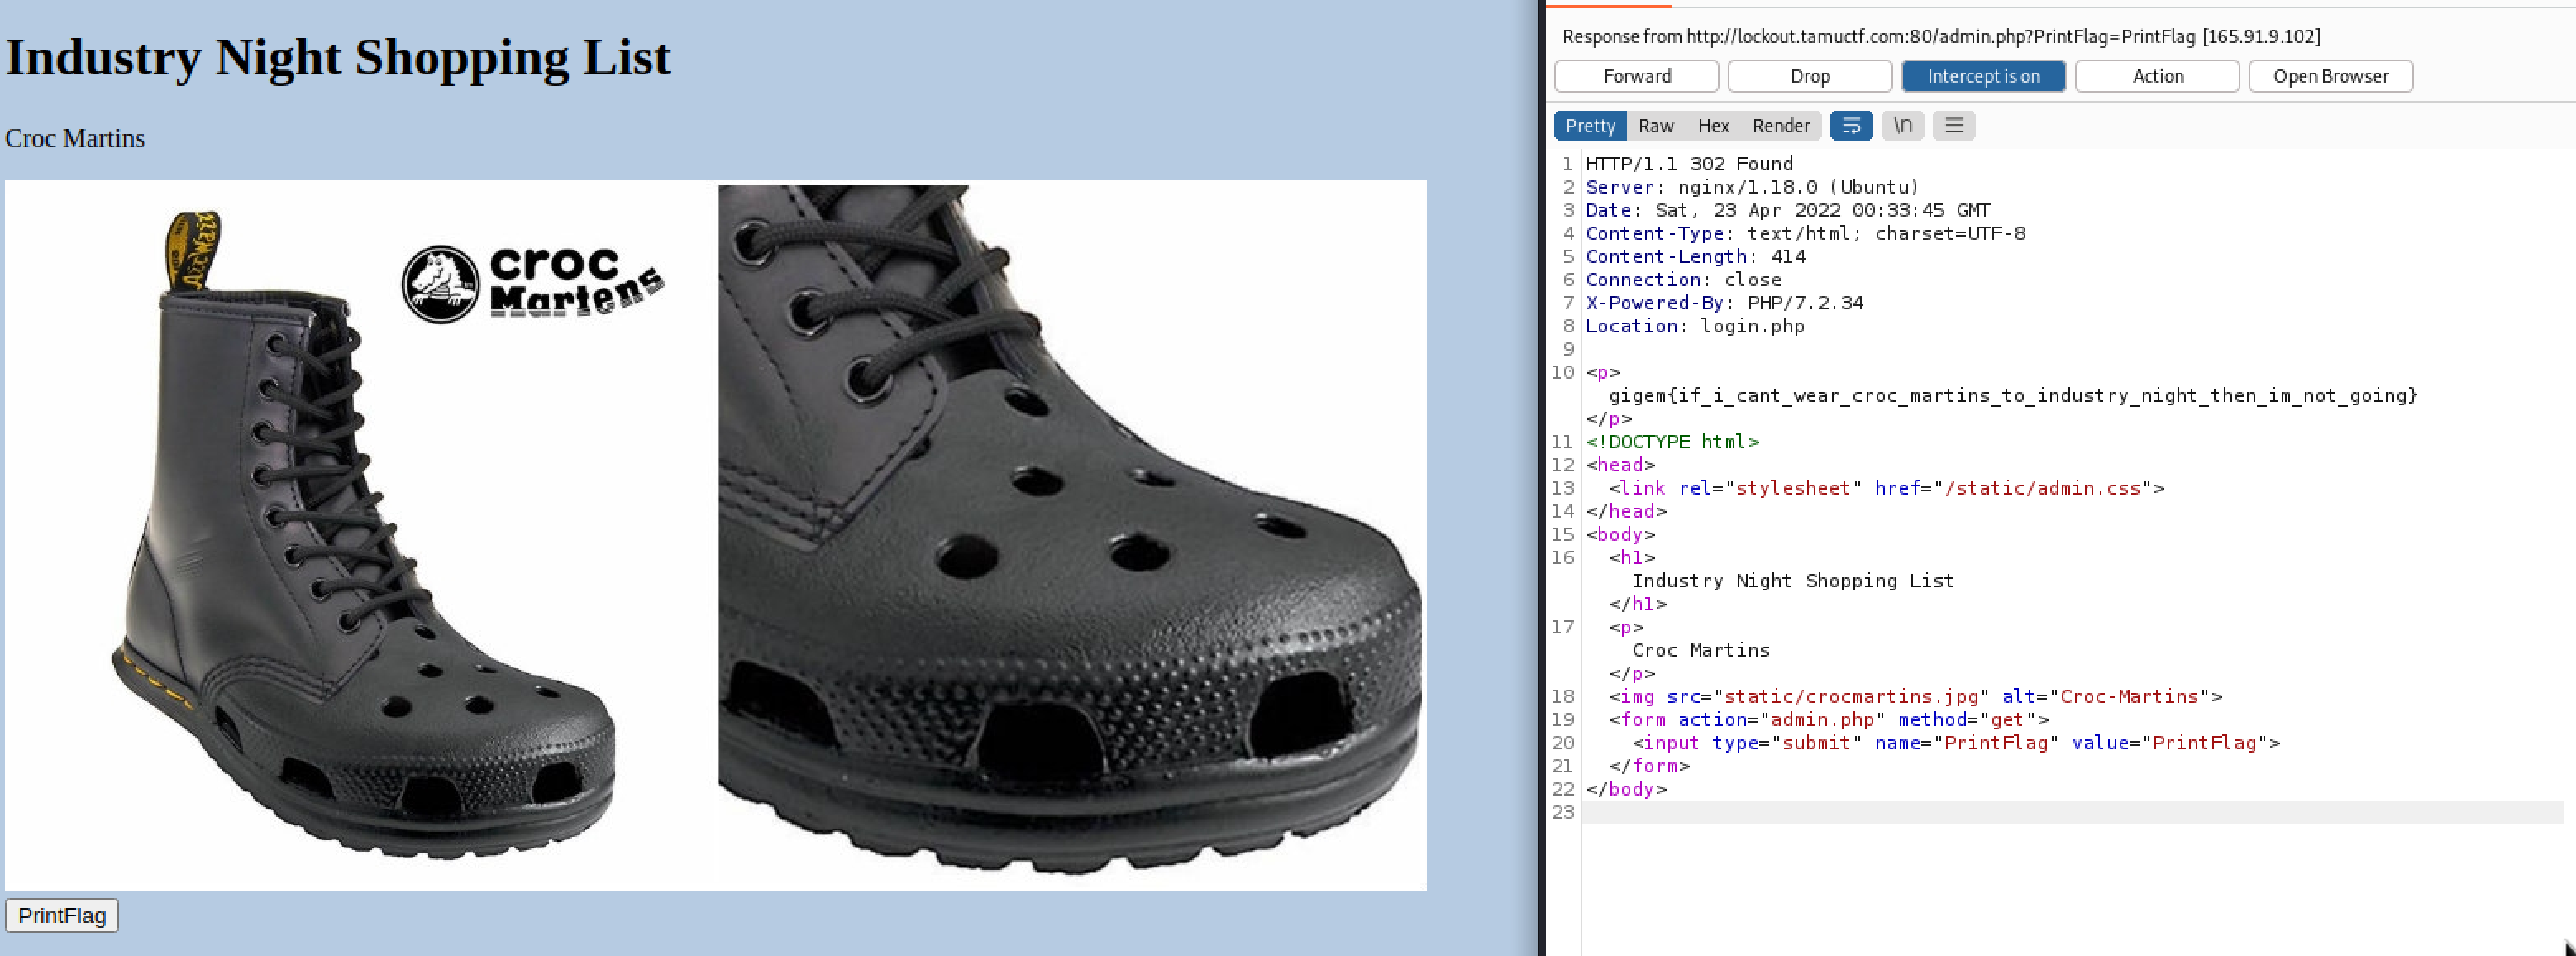 Industry Night Shopping List
Croc Martins
croc
Martens
AirWair
PrintFlag
Response from http://lockout.tamuctf.com:80/admin.php?PrintFlag=PrintFlag [165.91.9.102]
Forward Drop Intercept is on Action Open Browser
Pretty Raw Hex Render \n
1 HTTP/1.1 302 Found
2 Server: nginx/1.18.0 (Ubuntu)
3 Date: Sat, 23 Apr 2022 00:33:45 GMT
4 Content-Type: text/html; charset=UTF-8
5 Content-Length: 414
6 Connection: close
7 X-Powered-By: PHP/7.2.34
8 Location: login.php
9
10 <p>
gigem{if_i_cant_wear_croc_martins_to_industry_night_then_im_not_going}
</p>
11 <!DOCTYPE html>
12 <head>
13 <link rel="stylesheet" href="/static/admin.css">
14 </head>
15 <body>
16 <h1>
Industry Night Shopping List
</h1>
17 <p>
Croc Martins
</p>
18 <img src="static/crocmartins.jpg" alt="Croc-Martins">
19 <form action="admin.php" method="get">
20 <input type="submit" name="PrintFlag" value="PrintFlag">
21 </form>
22 </body>
23